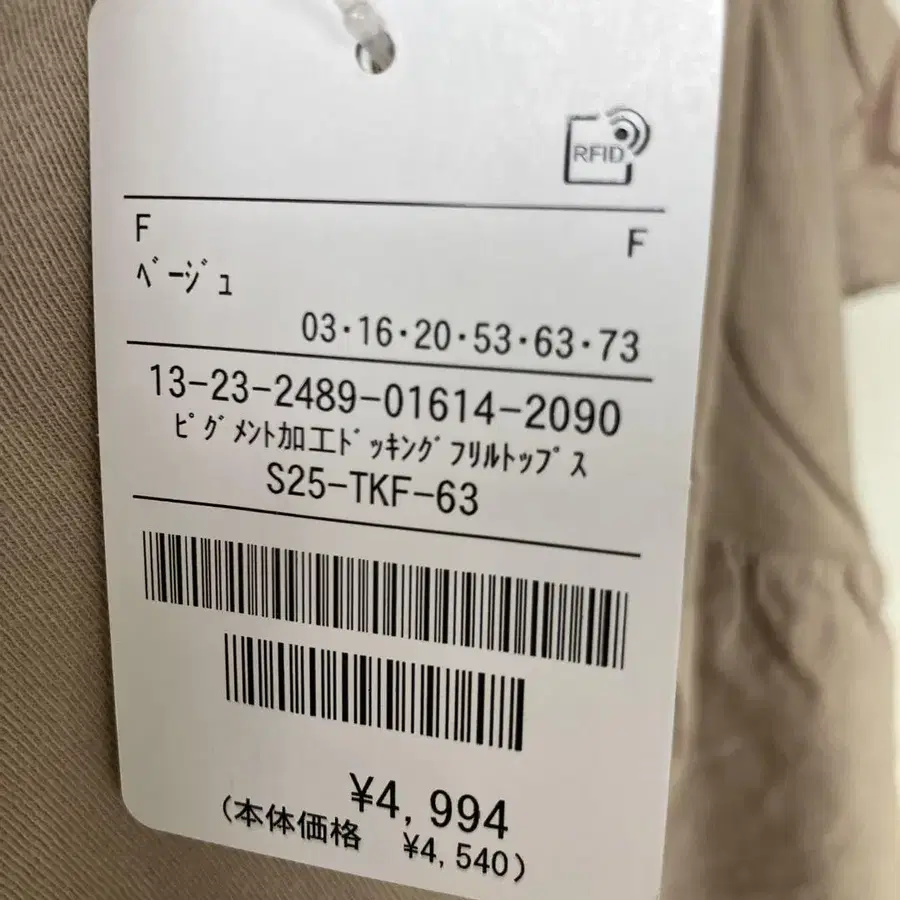 RFID
F F
ﾍﾞｰｼﾞｭ
03・16・20・53・63・73
13-23-2489-01614-2090
ﾋﾟｸﾞﾒﾝﾄ加工ﾄﾞｯｷﾝｸﾞﾌﾘﾙﾄｯﾌﾟｽ
S25-TKF-63
¥4,994
(本体価格 ¥4,540)